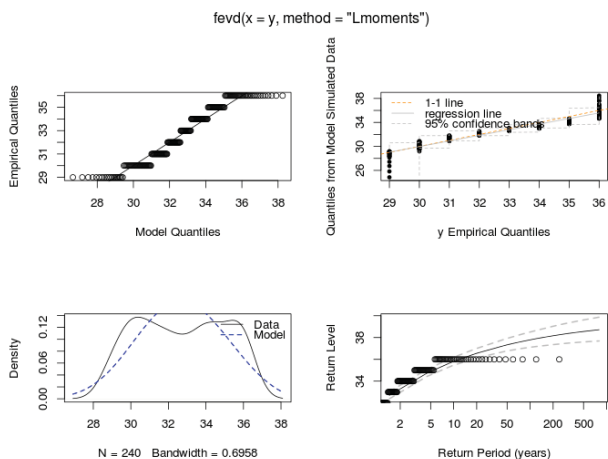 fevd(x = y, method = "Lmoments")
Empirical Quantiles
29 31 33 35
28 30 32 34 36 38
Model Quantiles
Quantiles from Model Simulated Data
26 30 34 38
1-1 line
regression line
95% confidence bands
29 30 31 32 33 34 35 36
y Empirical Quantiles
Density
0.00 0.06 0.12
Data
Model
28 30 32 34 36 38
N = 240 Bandwidth = 0.6958
Return Level
34 38
2 5 10 20 50 200 500
Return Period (years)